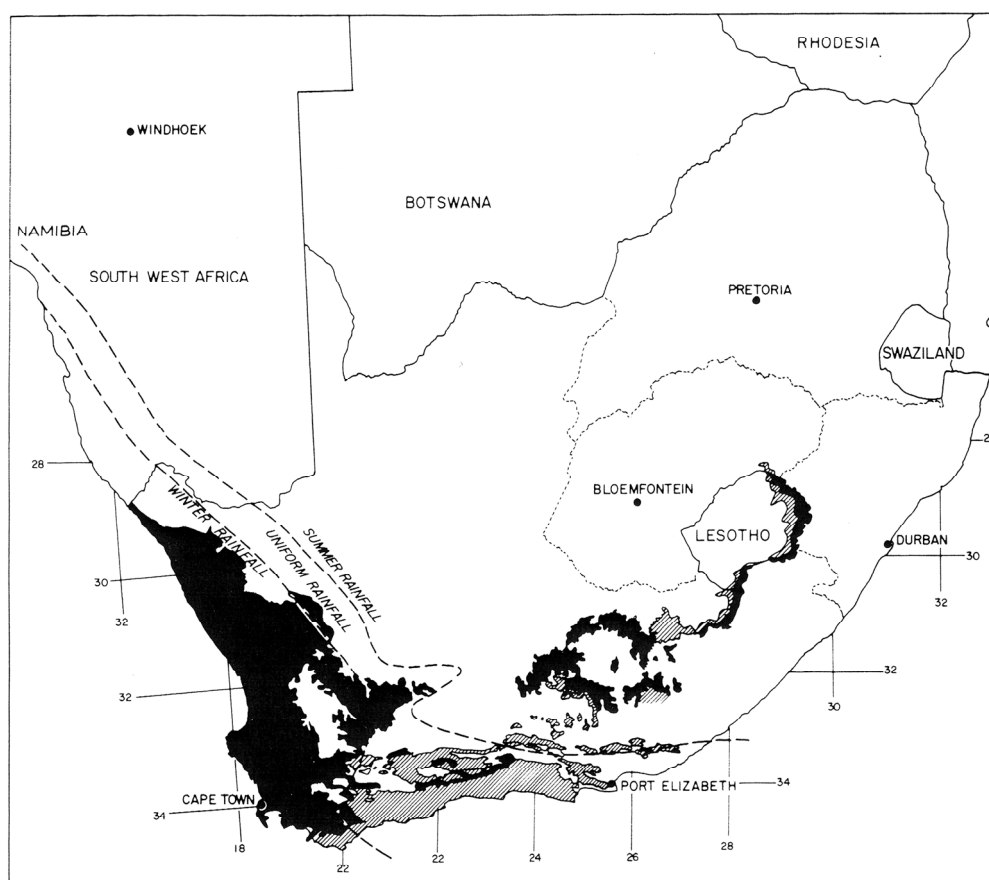 RHODESIA
WINDHOEK
BOTSWANA
NAMIBIA
SOUTH WEST AFRICA
PRETORIA
SWAZILAND
28
BLOEMFONTEIN
LESOTHO
DURBAN
30
32
WINTER RAINFALL
UNIFORM RAINFALL
SUMMER RAINFALL
30
32
32
30
32
CAPE TOWN
34
PORT ELIZABETH
34
18
22
22
24
26
28